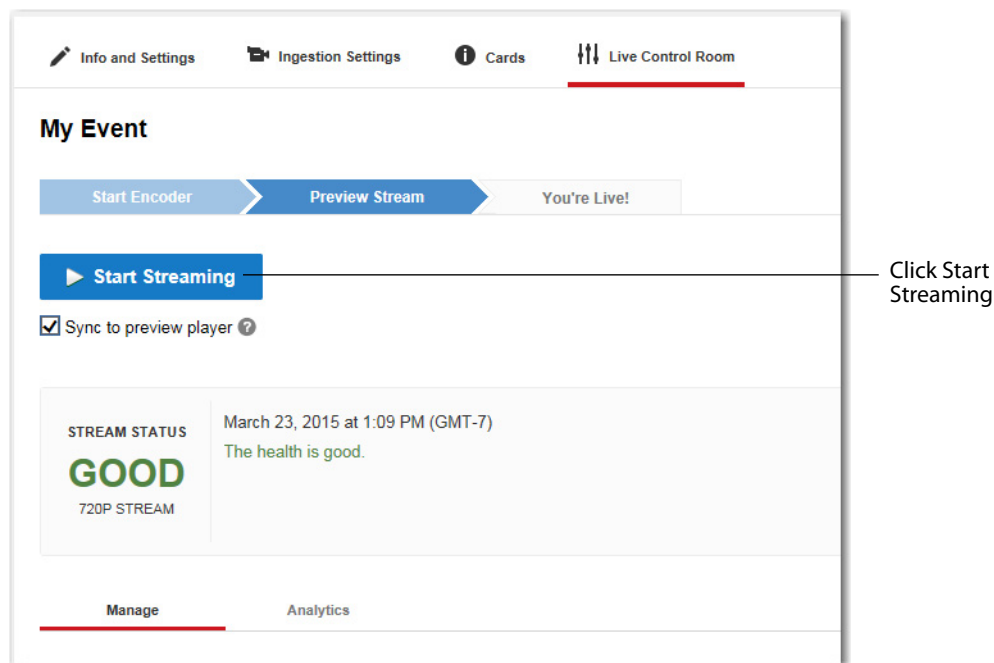 Info and Settings
Ingestion Settings
Cards
Live Control Room
My Event
Start Encoder
Preview Stream
You're Live!
Start Streaming
Click Start
Streaming
Sync to preview player ?
STREAM STATUS
GOOD
720P STREAM
March 23, 2015 at 1:09 PM (GMT-7)
The health is good.
Manage
Analytics